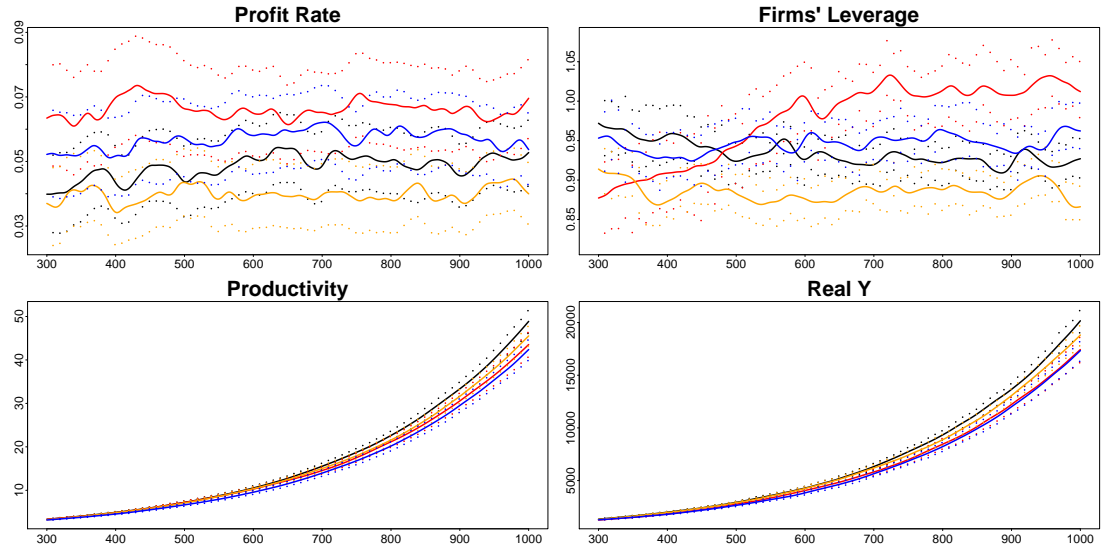 Profit Rate
0.03 0.05 0.07 0.09
300 400 500 600 700 800 900 1000
Firms' Leverage
0.85 0.90 0.95 1.00 1.05
300 400 500 600 700 800 900 1000
Productivity
10 20 30 40 50
300 400 500 600 700 800 900 1000
Real Y
5000 10000 15000 20000
300 400 500 600 700 800 900 1000